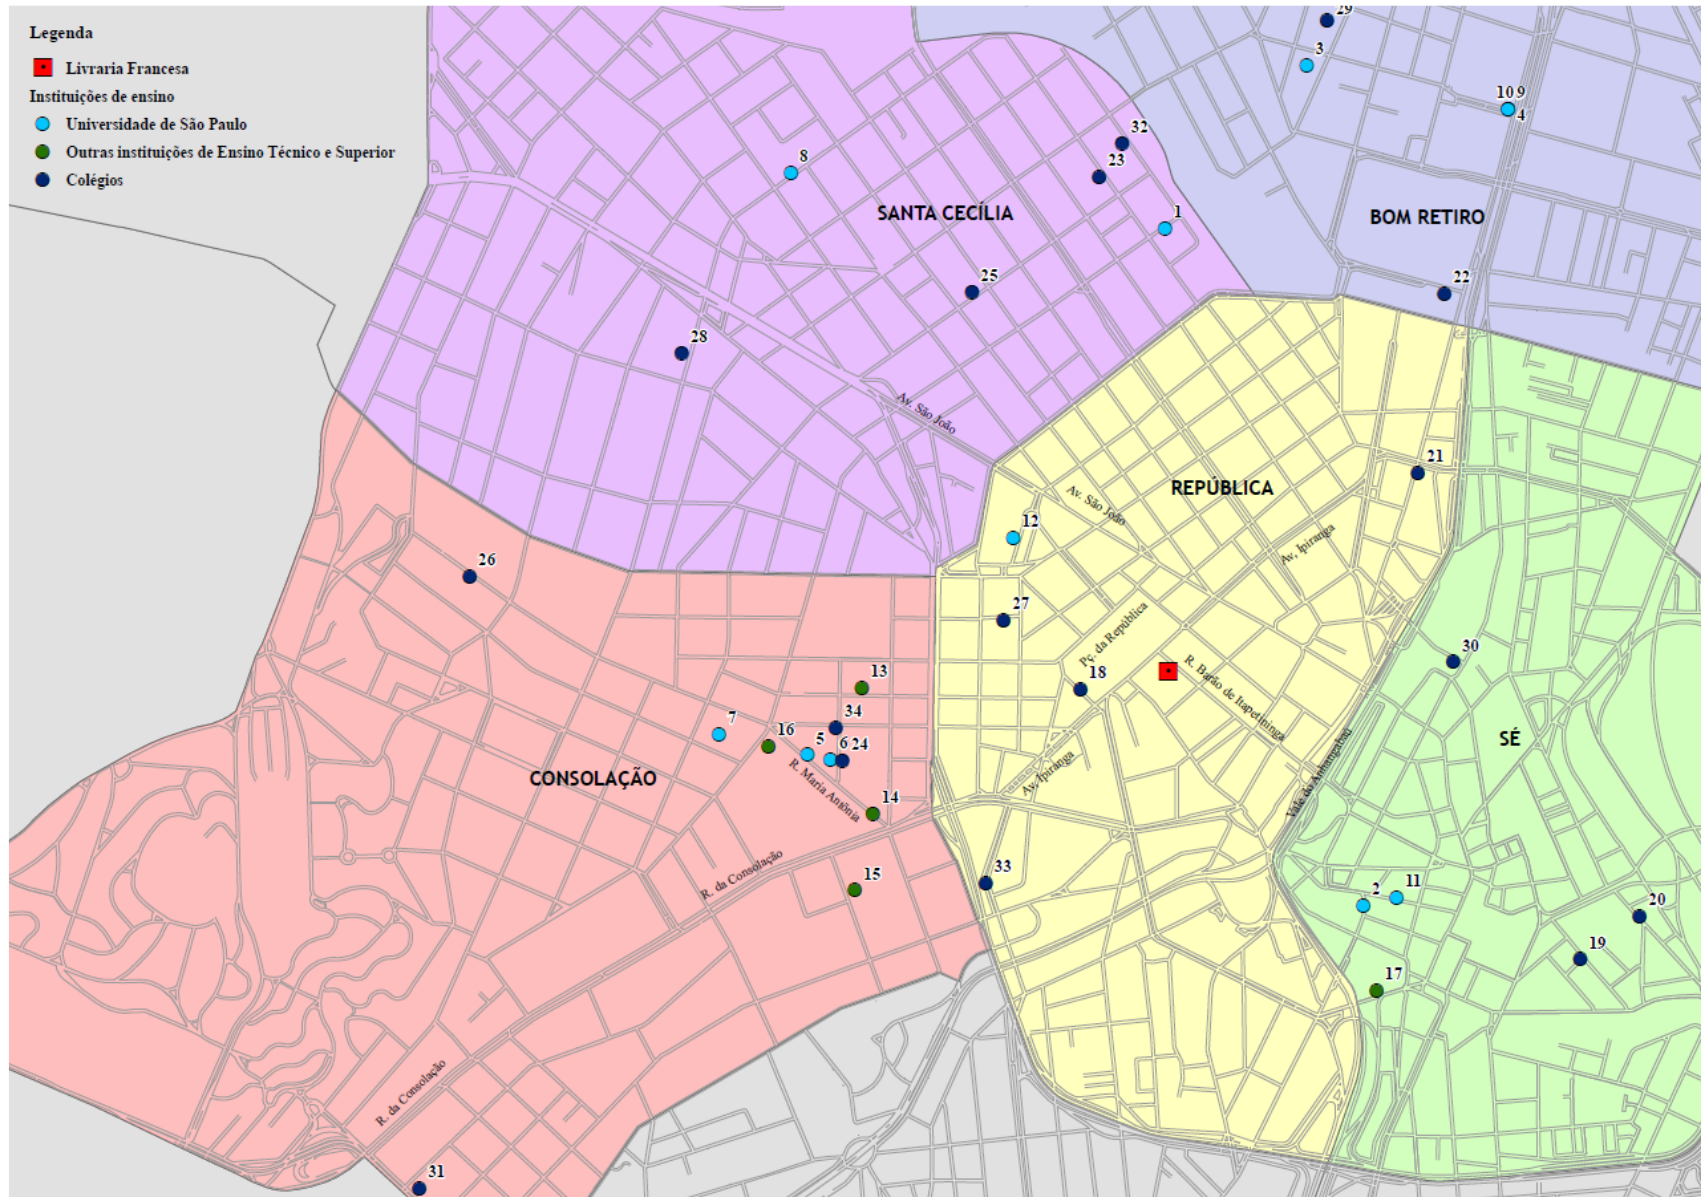 Legenda
Livraria Francesa
Instituições de ensino
Universidade de São Paulo
Outras instituições de Ensino Técnico e Superior
Colégios
29
3
10 9
4
32
8
23
SANTA CECÍLIA
1
BOM RETIRO
25
22
28
Av. São João
21
REPÚBLICA
Av. São João
12
Av, Ipiranga
26
27
Pç. da República
30
18
R. Barão de Itapetininga
13
7
34
16
5
6
24
SÉ
CONSOLAÇÃO
R. Maria Antônia
Av, Ipiranga
Vale do Anhangabaú
14
R. da Consolação
15
33
2
11
20
19
17
R. da Consolação
31